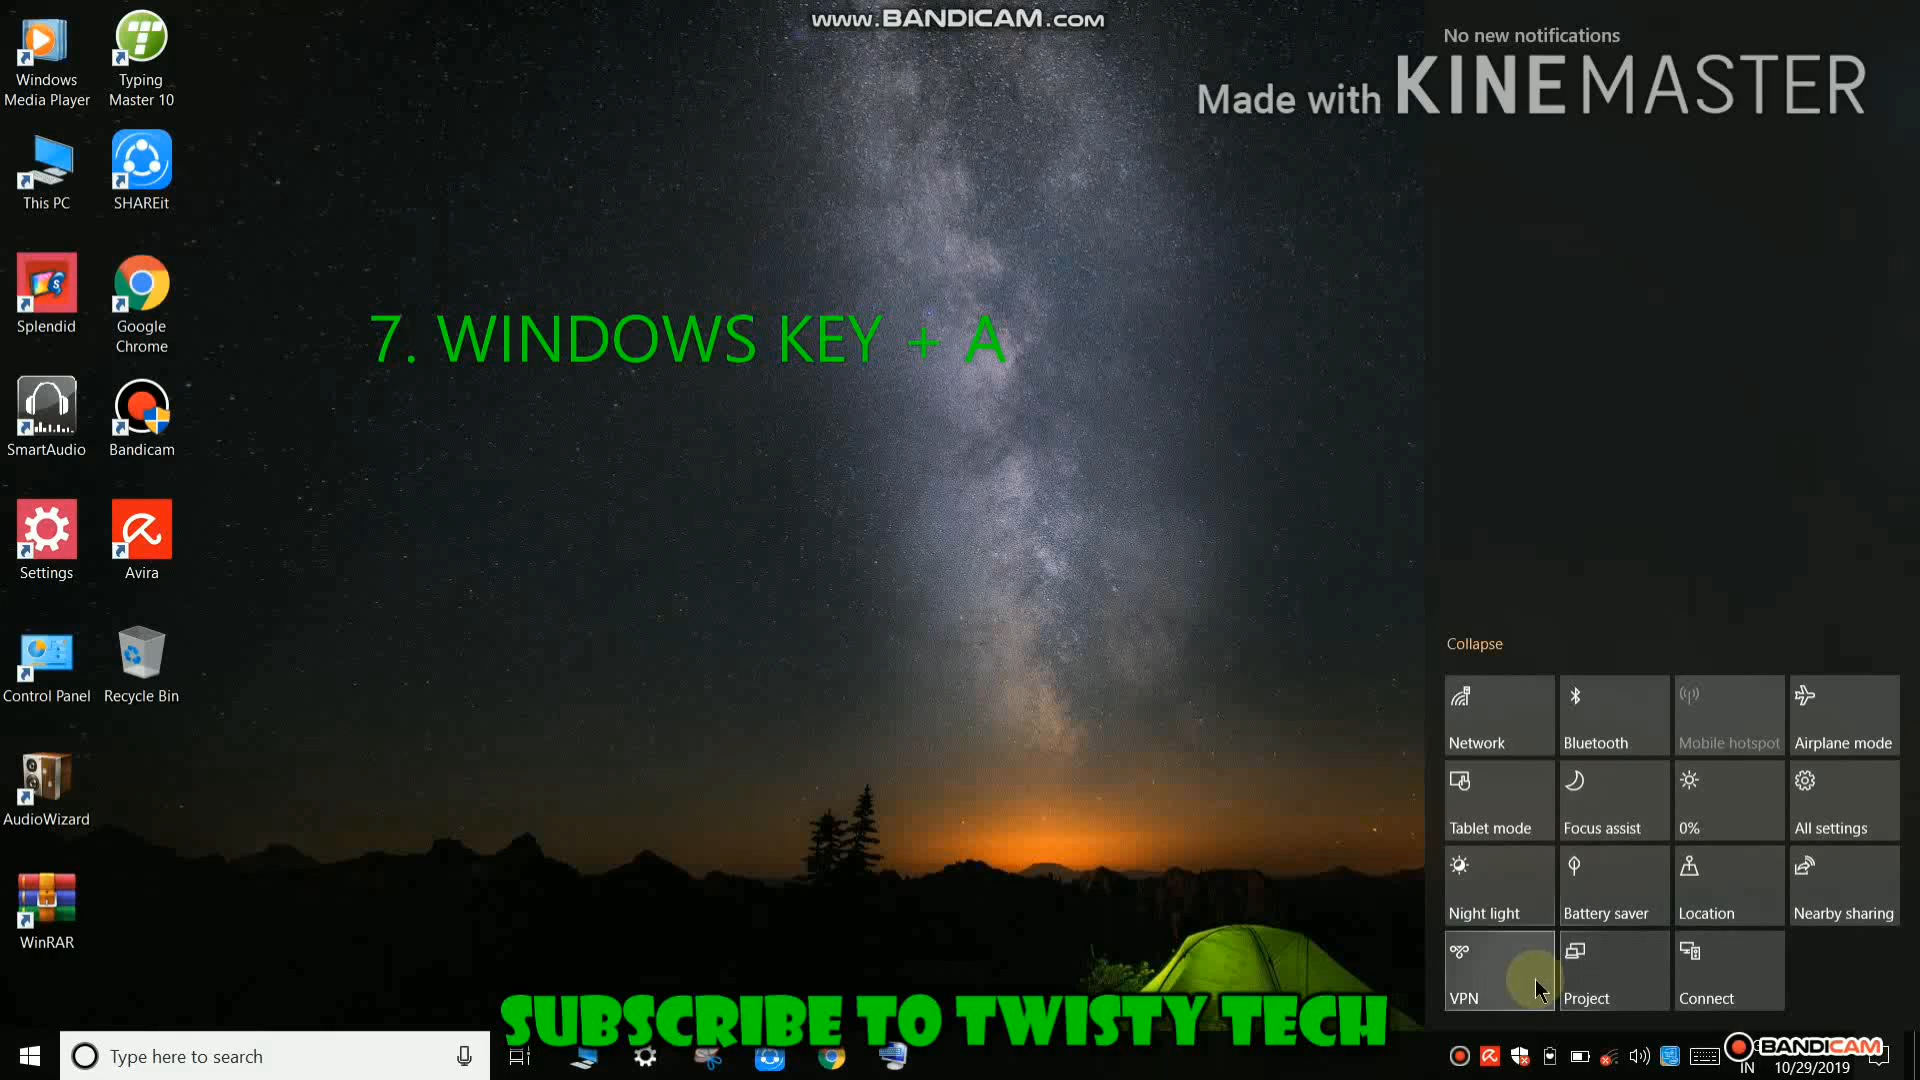 www.BANDICAM.COM
No new notifications
Made with KINEMASTER
Windows Media Player
Typing Master 10
This PC
SHAREit
Splendid
Google Chrome
7. WINDOWS KEY + A
SmartAudio
Bandicam
Settings
Avira
Control Panel
Recycle Bin
AudioWizard
WinRAR
Collapse
Network
Bluetooth
Mobile hotspot
Airplane mode
Tablet mode
Focus assist
0%
All settings
Night light
Battery saver
Location
Nearby sharing
VPN
Project
Connect
SUBSCRIBE TO TWISTY TECH
Type here to search
BANDICAM
IN
10/29/2019